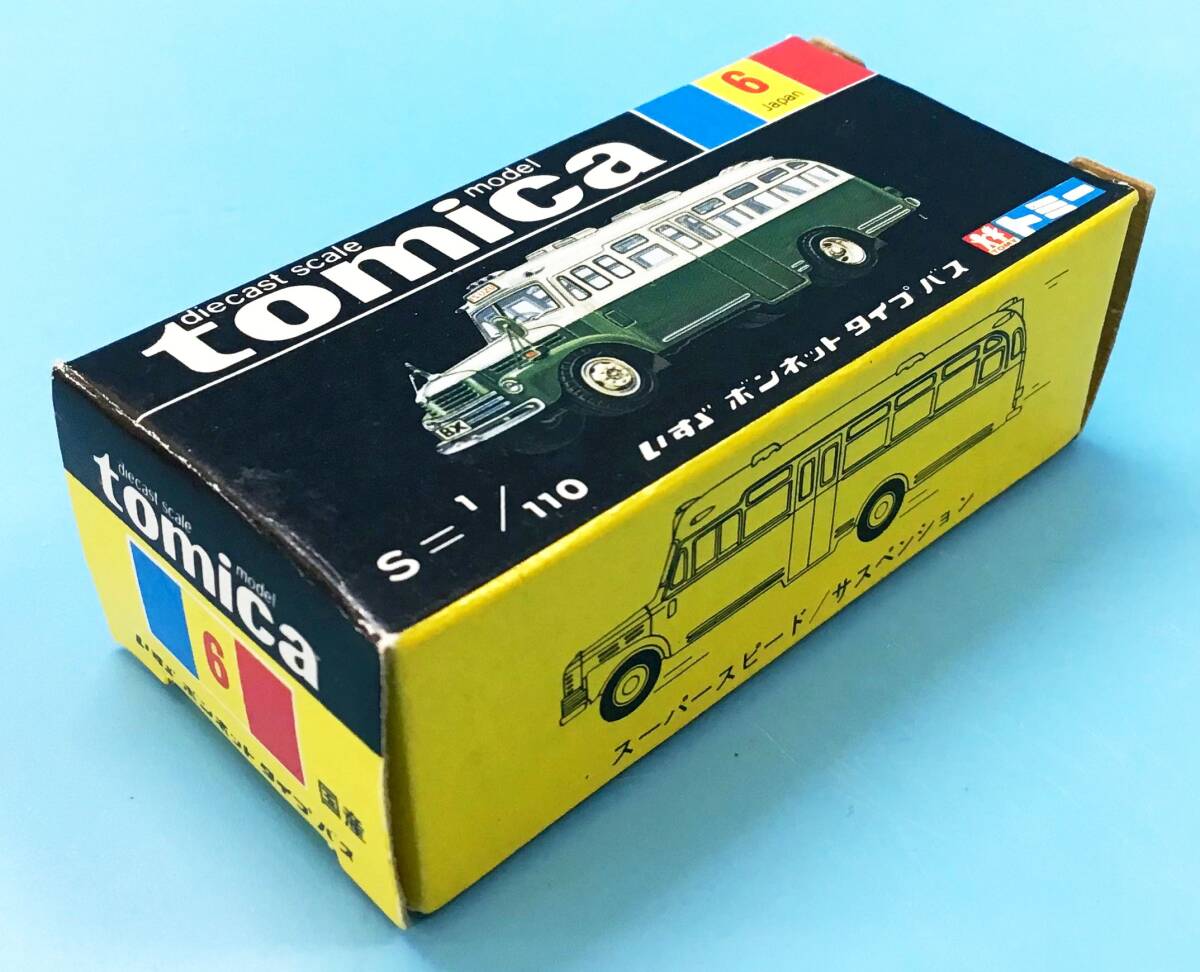 diecast scale model
tomica
6
Japan
いすゞ ボンネットタイプ バス
TOMY
トミー
S=1/110
BX
スーパースピード/サスペンション
diecast scale model
tomica
6
国産
いすゞ ボンネットタイプ バス